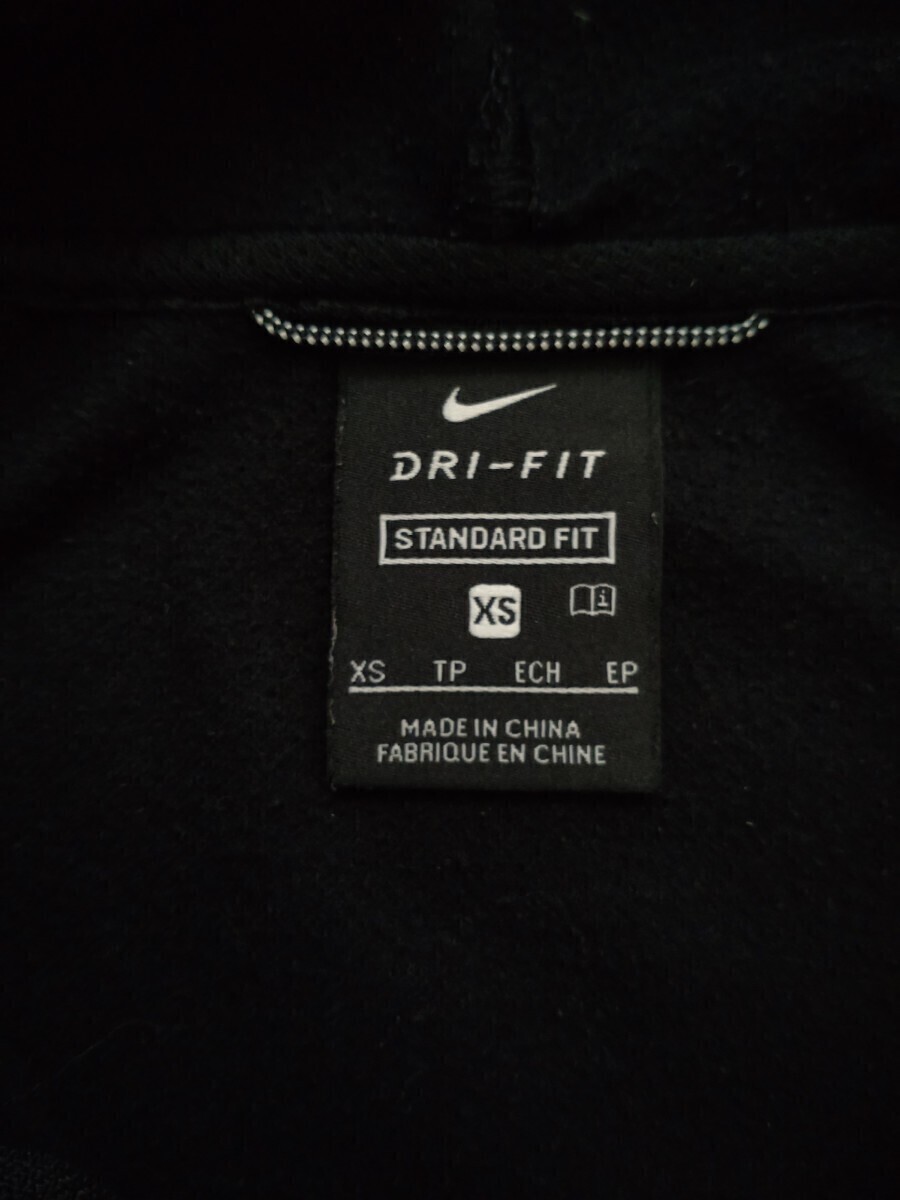 DRI-FIT
STANDARD FIT
XS
i
XS TP ECH EP
MADE IN CHINA
FABRIQUE EN CHINE